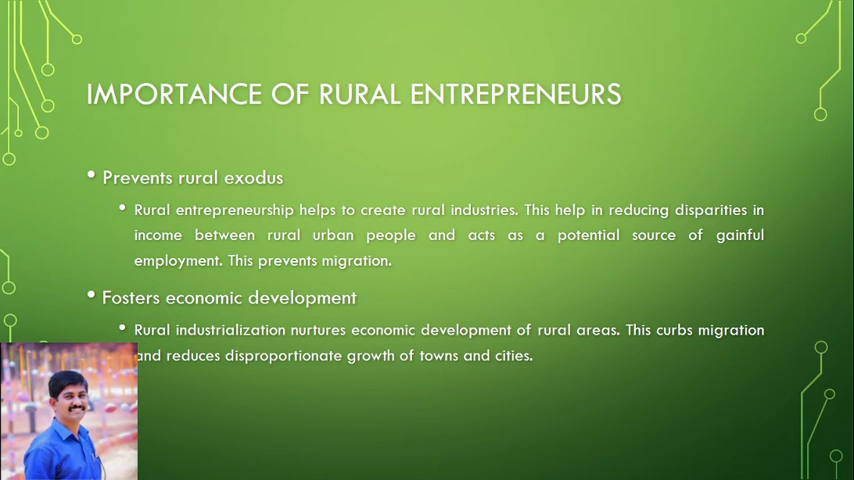 IMPORTANCE OF RURAL ENTREPRENEURS
• Prevents rural exodus
• Rural entrepreneurship helps to create rural industries. This help in reducing disparities in
income between rural urban people and acts as a potential source of gainful
employment. This prevents migration.
• Fosters economic development
• Rural industrialization nurtures economic development of rural areas. This curbs migration
and reduces disproportionate growth of towns and cities.